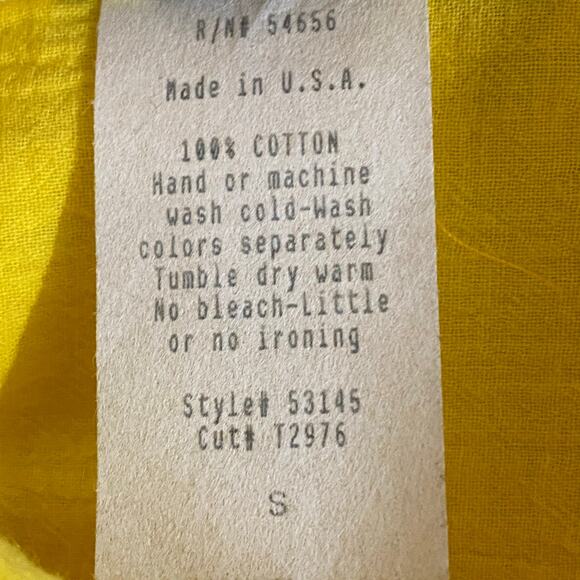 R/N# 54656
Made in U.S.A.
100% COTTON
Hand or machine
wash cold-Wash
colors separately
Tumble dry warm
No bleach-Little
or no ironing
Style# 53145
Cut# T2976
S